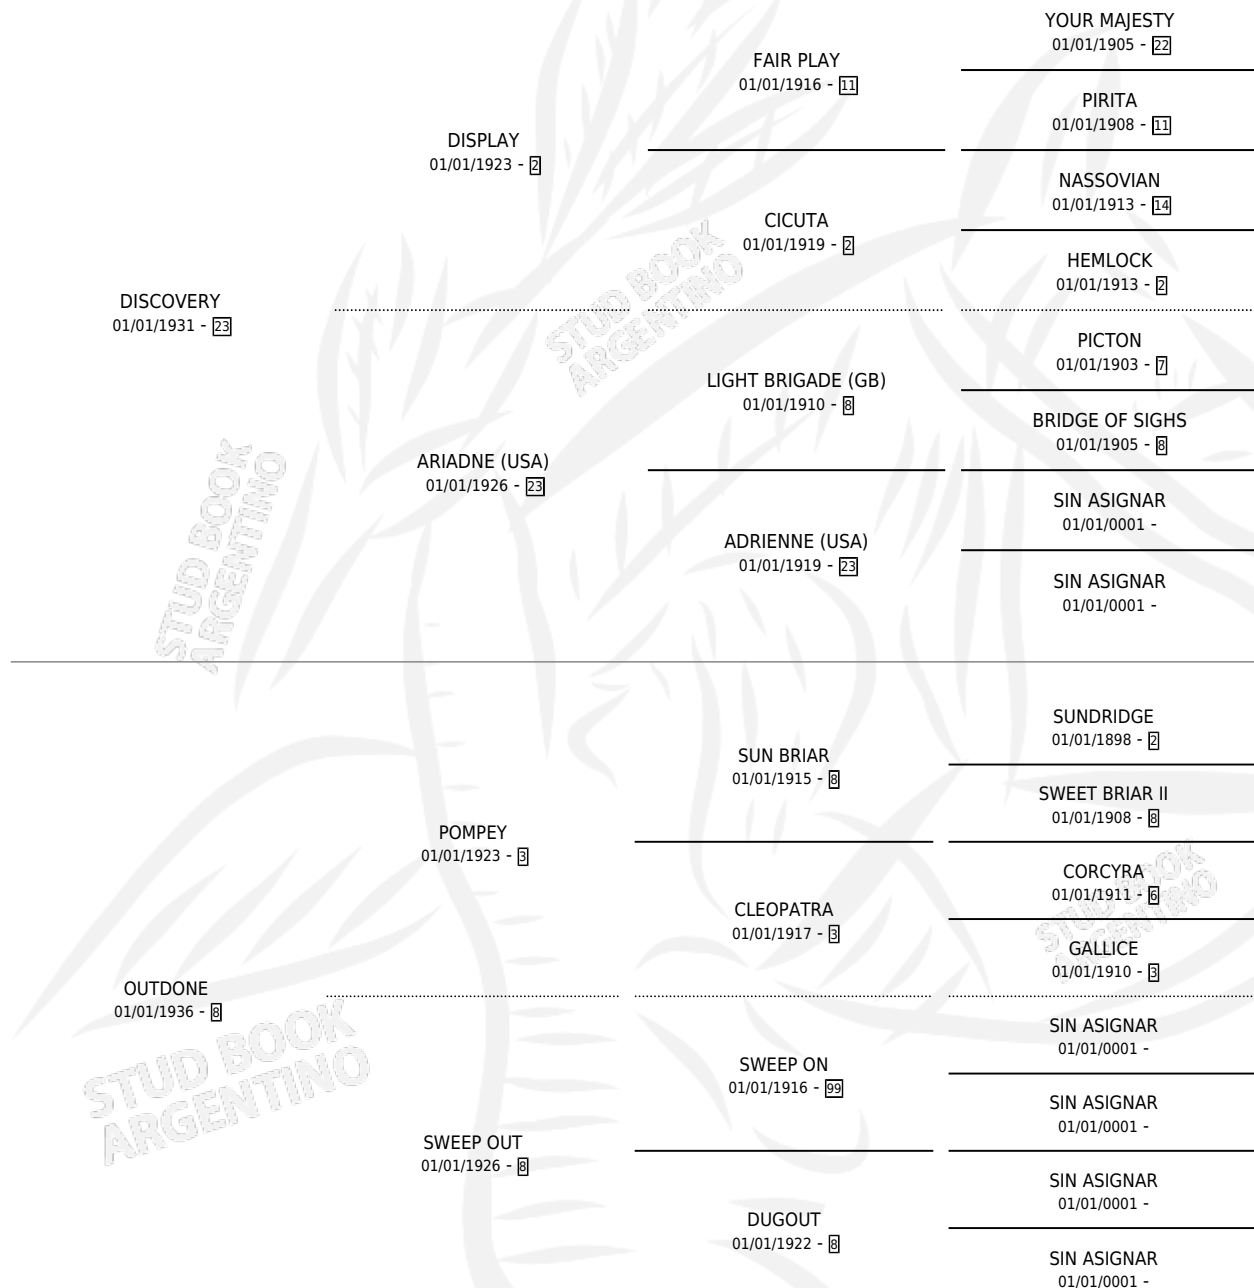 YOUR MAJESTY
01/01/1905 - 22
FAIR PLAY
01/01/1916 - 11
PIRITA
01/01/1908 - 11
DISPLAY
01/01/1923 - 2
NASSOVIAN
01/01/1913 - 14
CICUTA
01/01/1919 - 2
HEMLOCK
01/01/1913 - 2
DISCOVERY
01/01/1931 - 23
PICTON
01/01/1903 - 7
LIGHT BRIGADE (GB)
01/01/1910 - 8
BRIDGE OF SIGHS
01/01/1905 - 8
ARIADNE (USA)
01/01/1926 - 23
SIN ASIGNAR
01/01/0001 -
ADRIENNE (USA)
01/01/1919 - 23
SIN ASIGNAR
01/01/0001 -
SUNDRIDGE
01/01/1898 - 2
SUN BRIAR
01/01/1915 - 8
SWEET BRIAR II
01/01/1908 - 8
POMPEY
01/01/1923 - 3
CORCYRA
01/01/1911 - 6
CLEOPATRA
01/01/1917 - 3
GALLICE
01/01/1910 - 3
OUTDONE
01/01/1936 - 8
SIN ASIGNAR
01/01/0001 -
SWEEP ON
01/01/1916 - 99
SIN ASIGNAR
01/01/0001 -
SWEEP OUT
01/01/1926 - 8
SIN ASIGNAR
01/01/0001 -
DUGOUT
01/01/1922 - 8
SIN ASIGNAR
01/01/0001 -
STUD BOOK
ARGENTINO
STUD BOOK
ARGENTINO
STUD BOOK
ARGENTINO
STUD BOOK
ARGENTINO